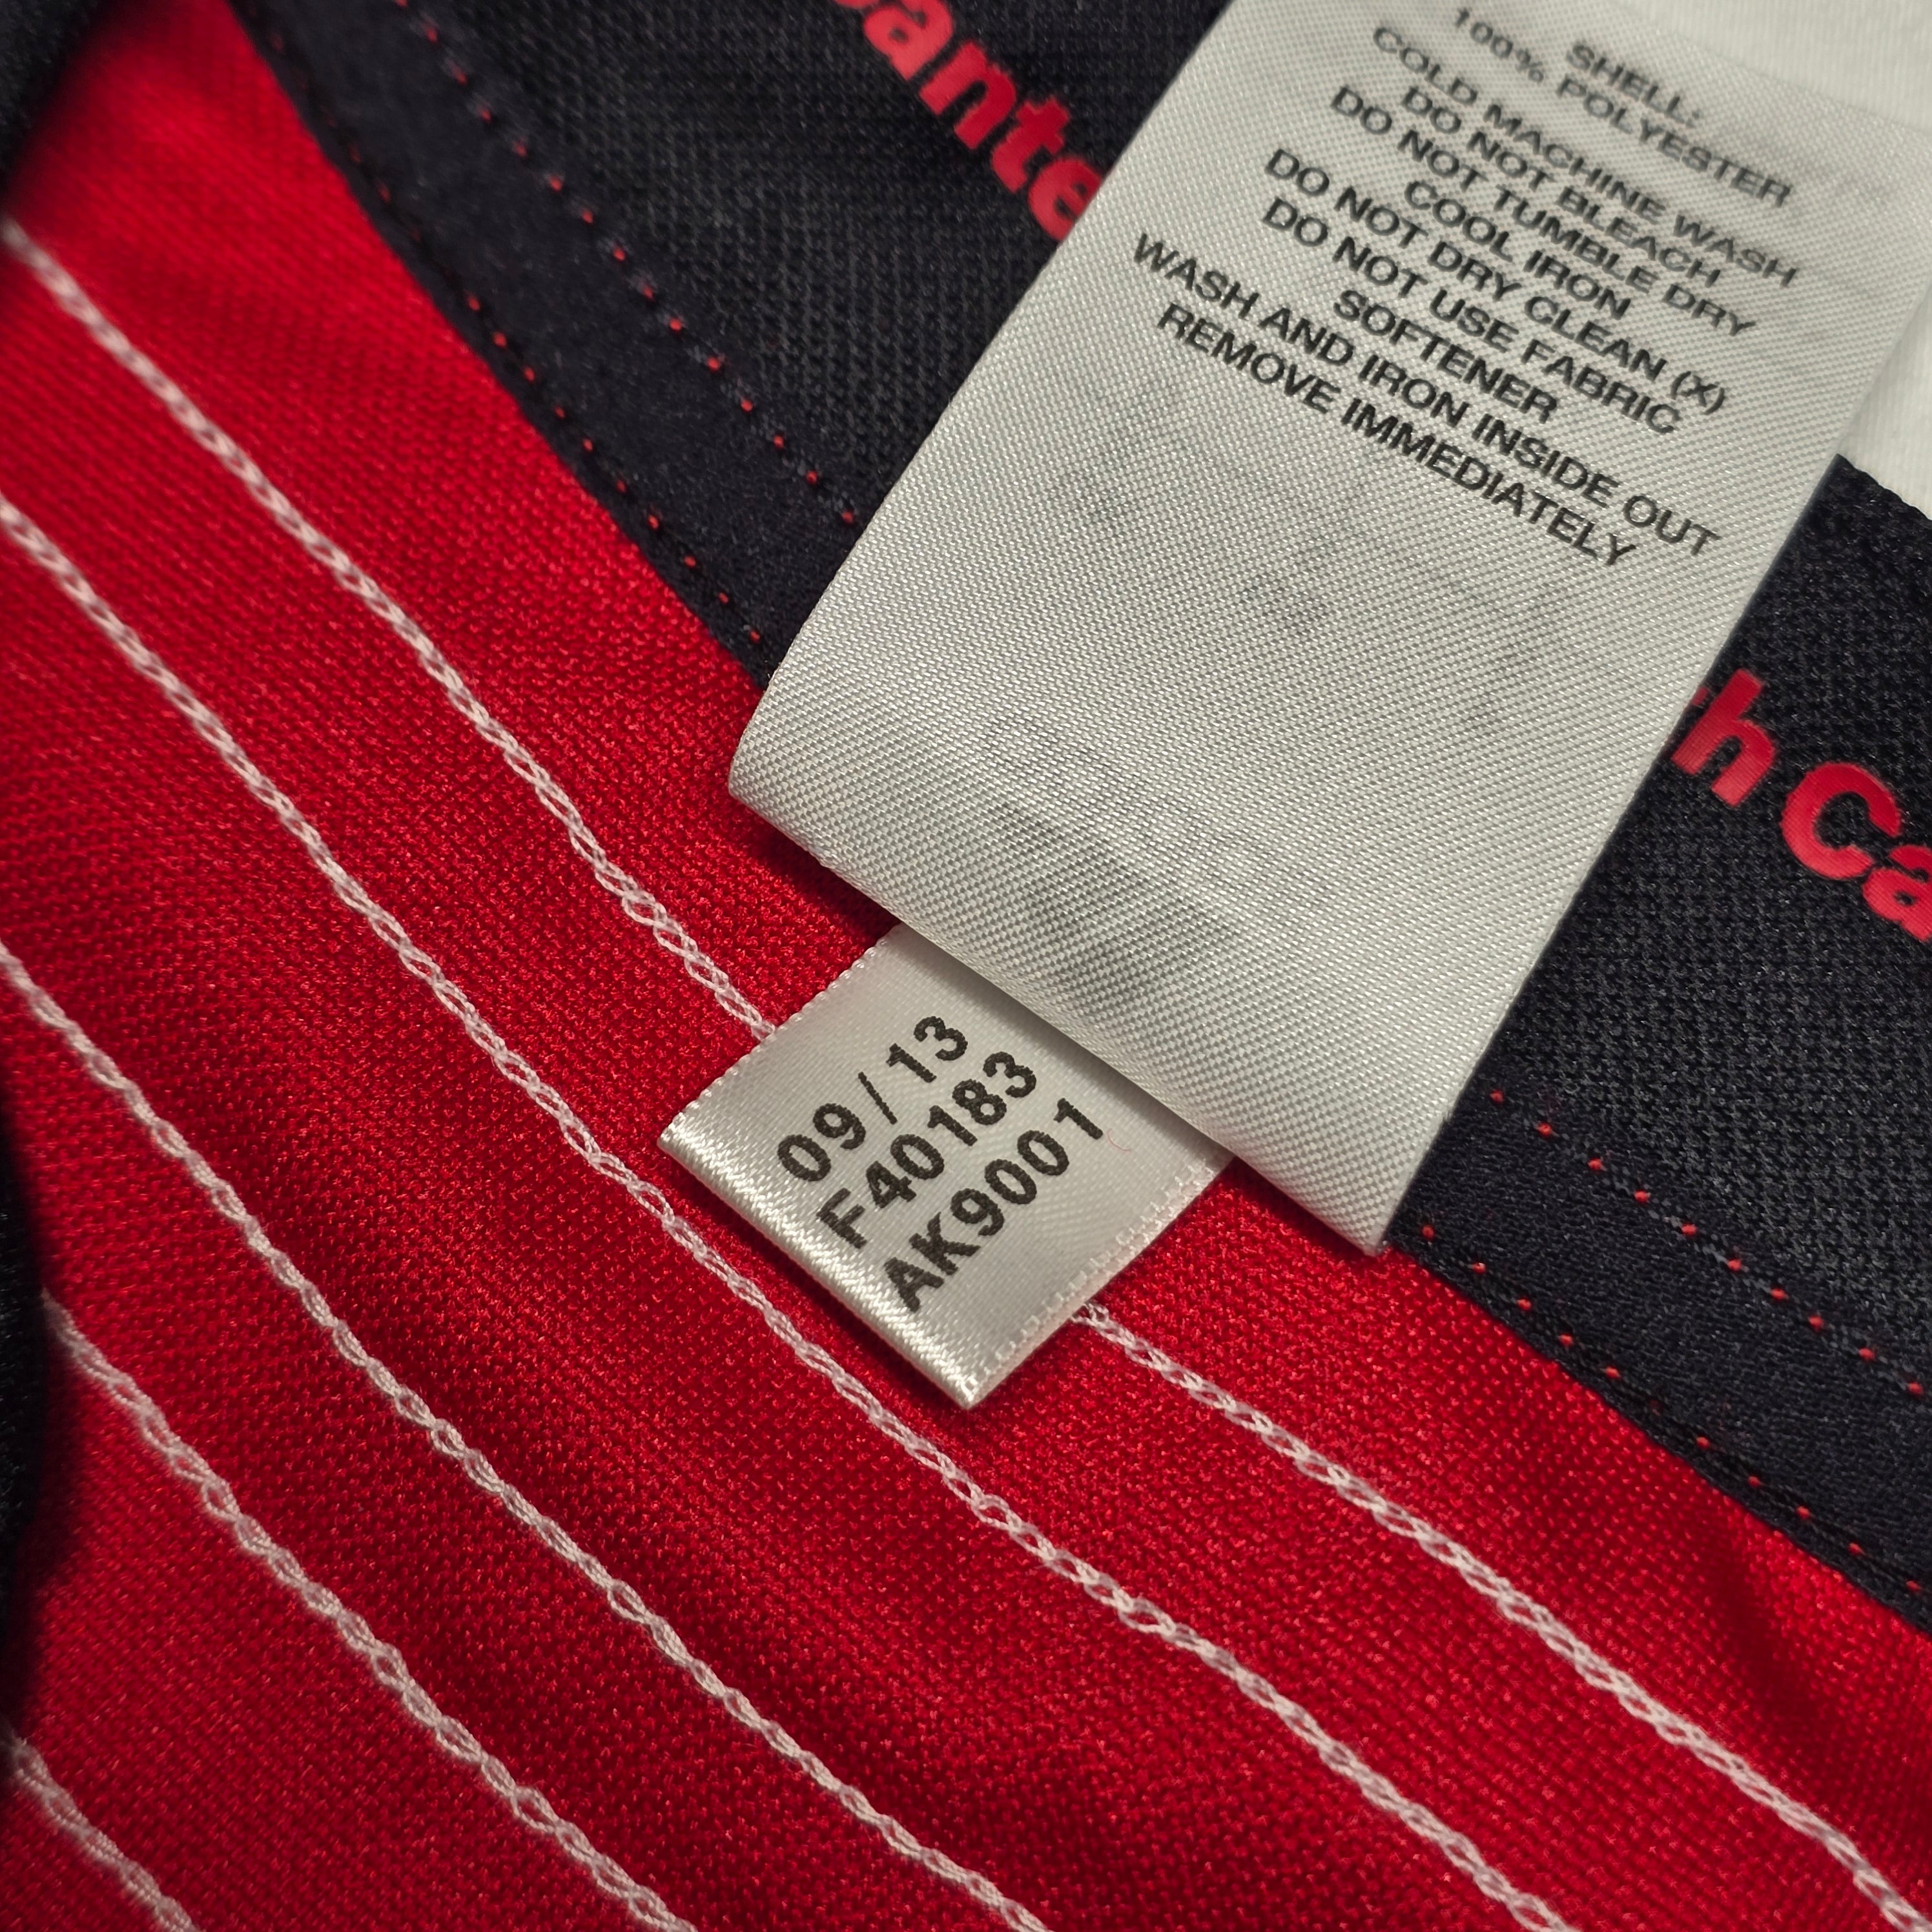 SHELL:
100% POLYESTER
COLD MACHINE WASH
DO NOT BLEACH
DO NOT TUMBLE DRY
COOL IRON
DO NOT DRY CLEAN (X)
DO NOT USE FABRIC
SOFTENER
WASH AND IRON INSIDE OUT
REMOVE IMMEDIATELY
09/13
F40183
AK9001